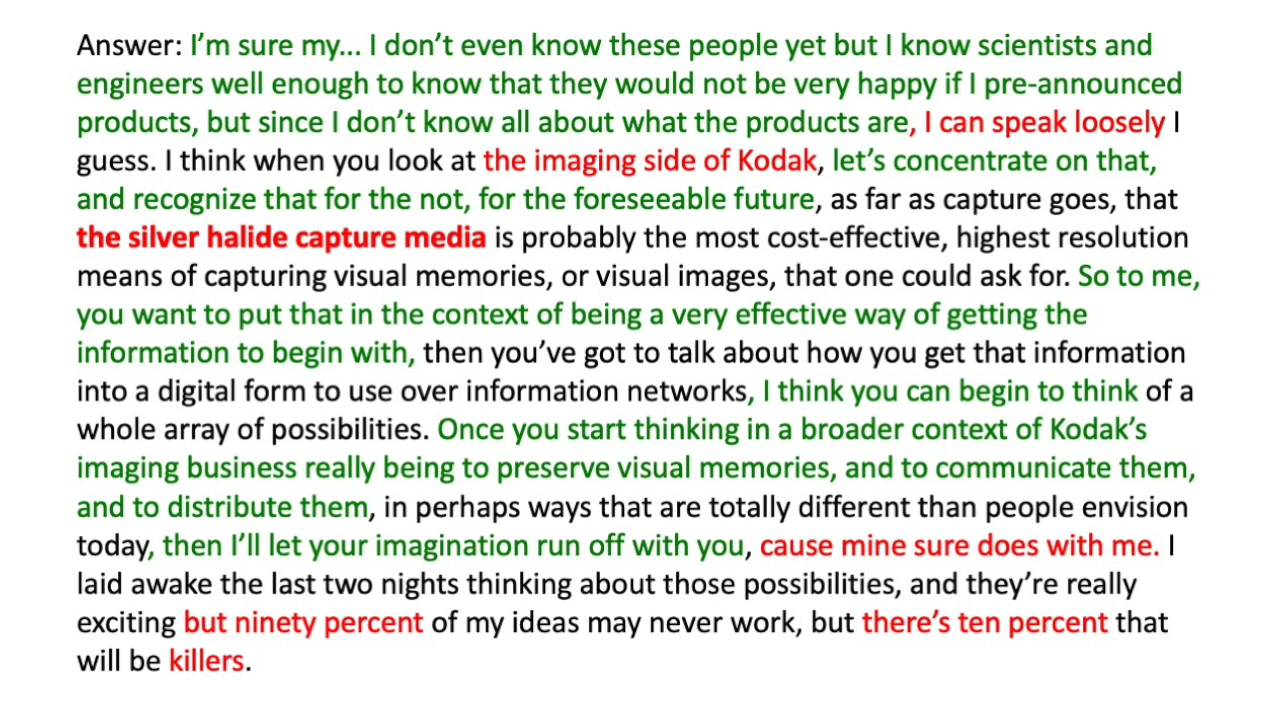 Answer: I’m sure my... I don’t even know these people yet but I know scientists and
engineers well enough to know that they would not be very happy if I pre-announced
products, but since I don’t know all about what the products are, I can speak loosely I
guess. I think when you look at the imaging side of Kodak, let’s concentrate on that,
and recognize that for the not, for the foreseeable future, as far as capture goes, that
the silver halide capture media is probably the most cost-effective, highest resolution
means of capturing visual memories, or visual images, that one could ask for. So to me,
you want to put that in the context of being a very effective way of getting the
information to begin with, then you’ve got to talk about how you get that information
into a digital form to use over information networks, I think you can begin to think of a
whole array of possibilities. Once you start thinking in a broader context of Kodak’s
imaging business really being to preserve visual memories, and to communicate them,
and to distribute them, in perhaps ways that are totally different than people envision
today, then I’ll let your imagination run off with you, cause mine sure does with me. I
laid awake the last two nights thinking about those possibilities, and they’re really
exciting but ninety percent of my ideas may never work, but there’s ten percent that
will be killers.